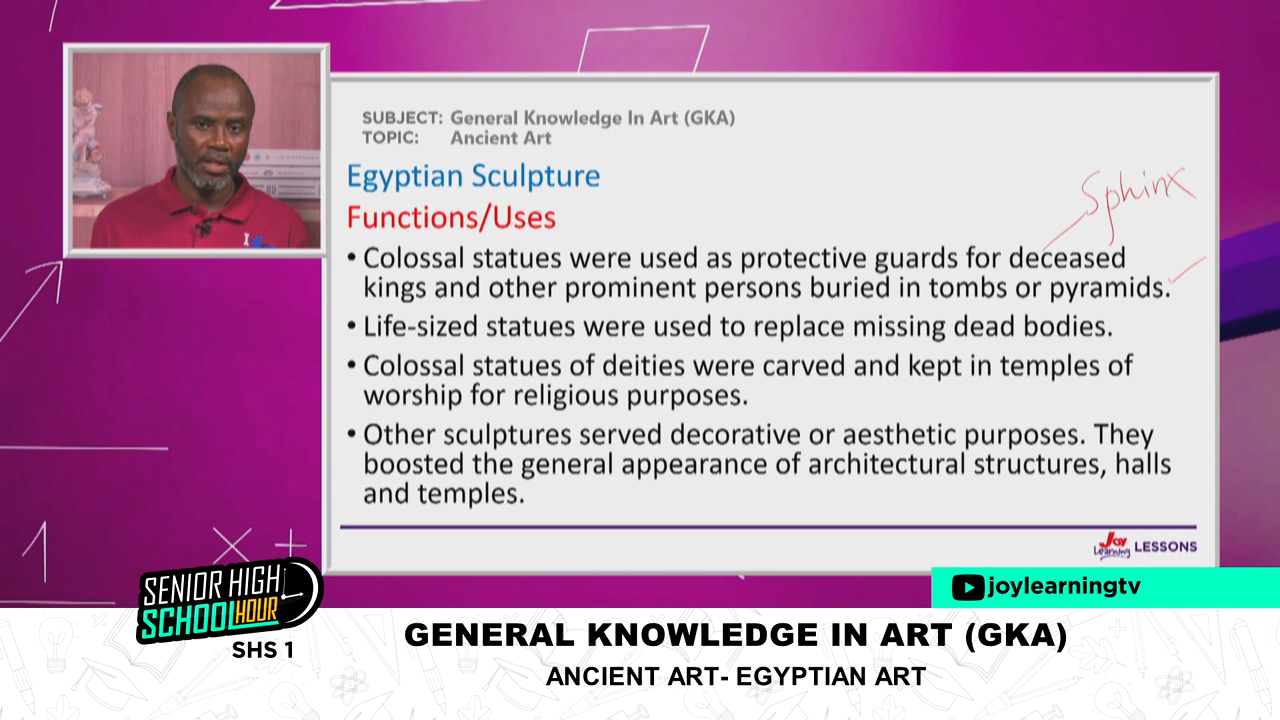 SUBJECT: General Knowledge In Art (GKA)
TOPIC: Ancient Art
Egyptian Sculpture
Sphinx
Functions/Uses
• Colossal statues were used as protective guards for deceased
kings and other prominent persons buried in tombs or pyramids.
• Life-sized statues were used to replace missing dead bodies.
• Colossal statues of deities were carved and kept in temples of
worship for religious purposes.
• Other sculptures served decorative or aesthetic purposes. They
boosted the general appearance of architectural structures, halls
and temples.
Joy Learning LESSONS
joylearningtv
SENIOR HIGH
SCHOOL HOUR
SHS 1
GENERAL KNOWLEDGE IN ART (GKA)
ANCIENT ART- EGYPTIAN ART